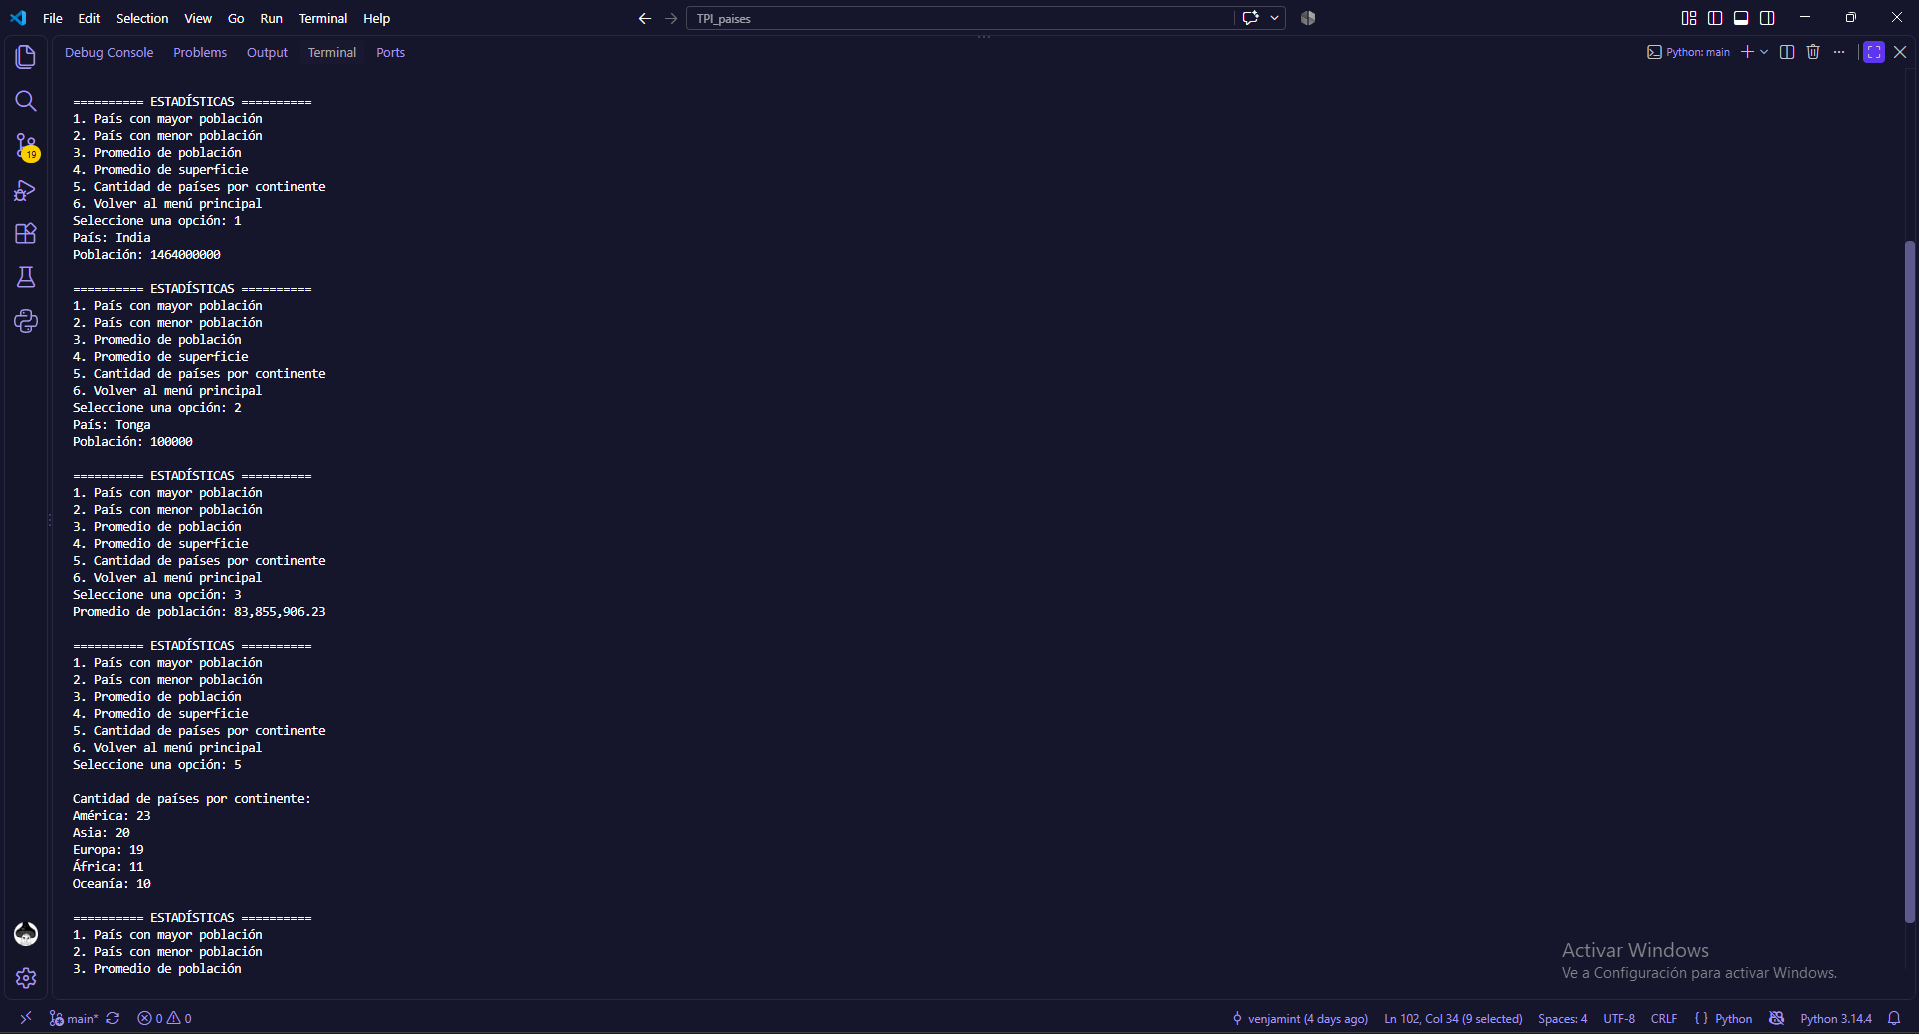 File Edit Selection View Go Run Terminal Help
TPI_paises
Debug Console Problems Output Terminal Ports
Python: main
========== ESTADÍSTICAS ==========
1. País con mayor población
2. País con menor población
3. Promedio de población
4. Promedio de superficie
5. Cantidad de países por continente
6. Volver al menú principal
Seleccione una opción: 1
País: India
Población: 1464000000
========== ESTADÍSTICAS ==========
1. País con mayor población
2. País con menor población
3. Promedio de población
4. Promedio de superficie
5. Cantidad de países por continente
6. Volver al menú principal
Seleccione una opción: 2
País: Tonga
Población: 100000
========== ESTADÍSTICAS ==========
1. País con mayor población
2. País con menor población
3. Promedio de población
4. Promedio de superficie
5. Cantidad de países por continente
6. Volver al menú principal
Seleccione una opción: 3
Promedio de población: 83,855,906.23
========== ESTADÍSTICAS ==========
1. País con mayor población
2. País con menor población
3. Promedio de población
4. Promedio de superficie
5. Cantidad de países por continente
6. Volver al menú principal
Seleccione una opción: 5
Cantidad de países por continente:
América: 23
Asia: 20
Europa: 19
África: 11
Oceanía: 10
========== ESTADÍSTICAS ==========
1. País con mayor población
2. País con menor población
3. Promedio de población
19
Activar Windows
Ve a Configuración para activar Windows.
main* 0 0 venjamint (4 days ago) Ln 102, Col 34 (9 selected) Spaces: 4 UTF-8 CRLF { } Python Python 3.14.4